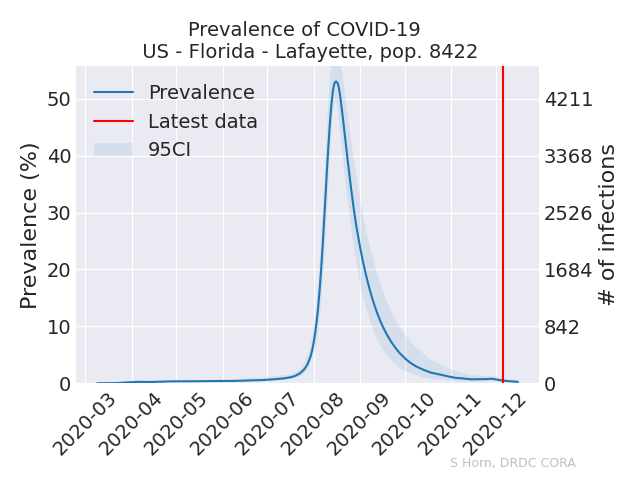 Prevalence of COVID-19
US - Florida - Lafayette, pop. 8422
Prevalence
Latest data
95CI
Prevalence (%)
50
40
30
20
10
0
4211
3368
2526
1684
842
0
# of infections
2020-03
2020-04
2020-05
2020-06
2020-07
2020-08
2020-09
2020-10
2020-11
2020-12
S Horn, DRDC CORA